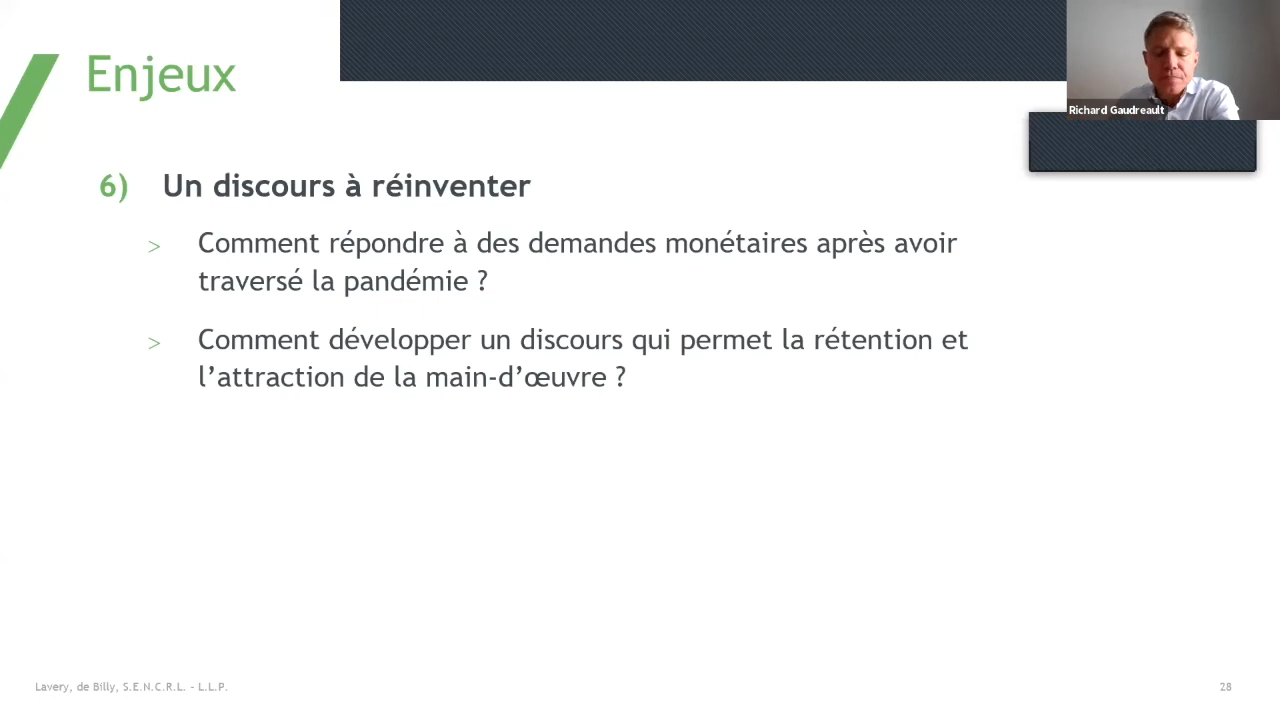 Enjeux
Richard Gaudreault
6) Un discours à réinventer
> Comment répondre à des demandes monétaires après avoir
traversé la pandémie ?
> Comment développer un discours qui permet la rétention et
l’attraction de la main-d’œuvre ?
Lavery, de Billy, S.E.N.C.R.L. - L.L.P.
28